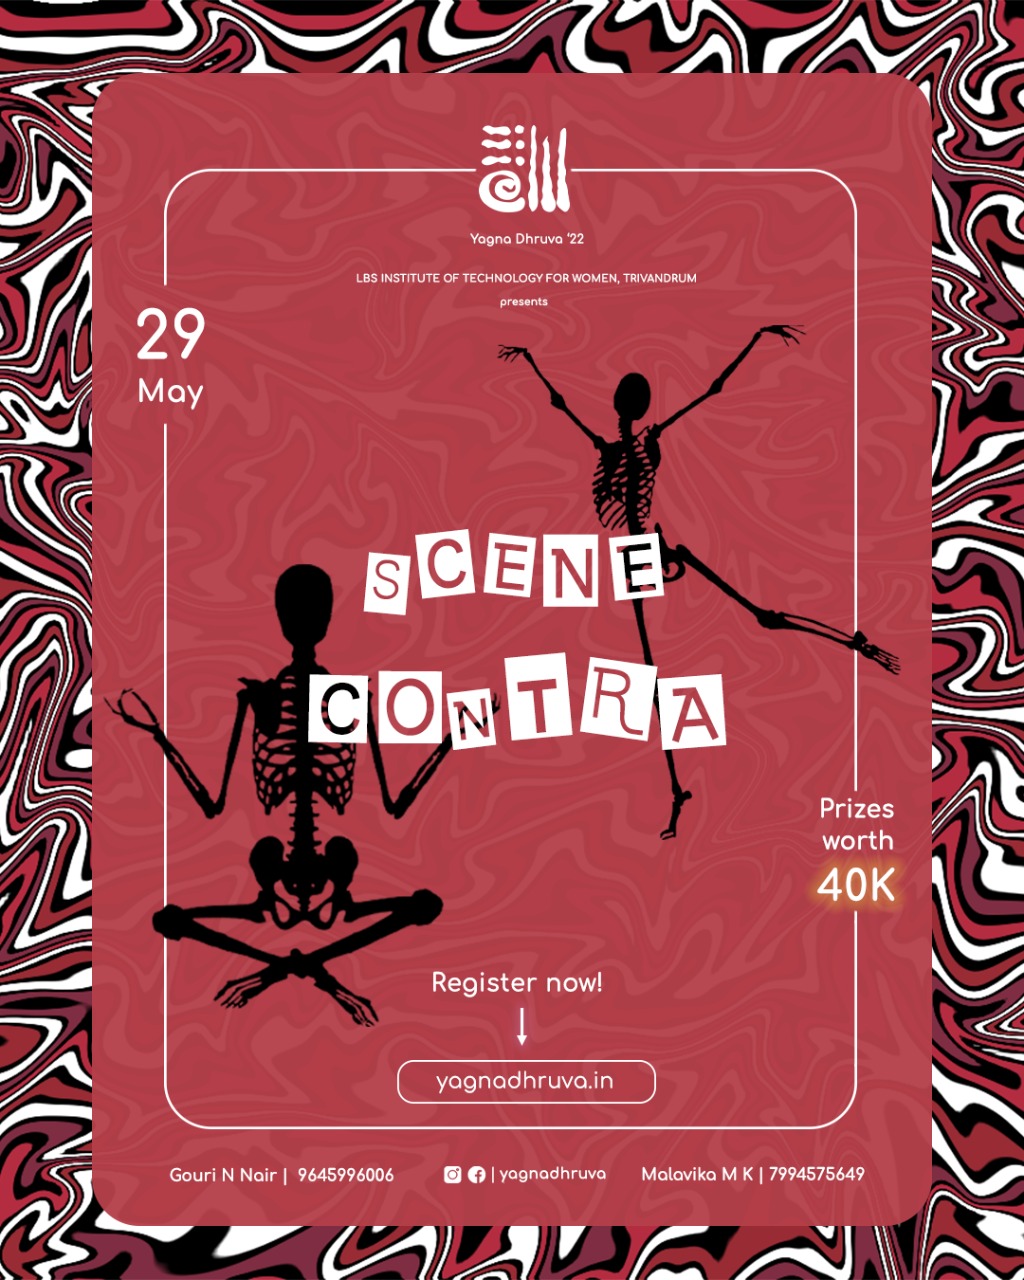 Yagna Dhruva ‘22
LBS INSTITUTE OF TECHNOLOGY FOR WOMEN, TRIVANDRUM
presents
29
May
SCENE
CONTRA
Prizes
worth
40K
Register now!
yagnadhruva.in
Gouri N Nair | 9645996006
| yagnadhruva
Malavika M K | 7994575649